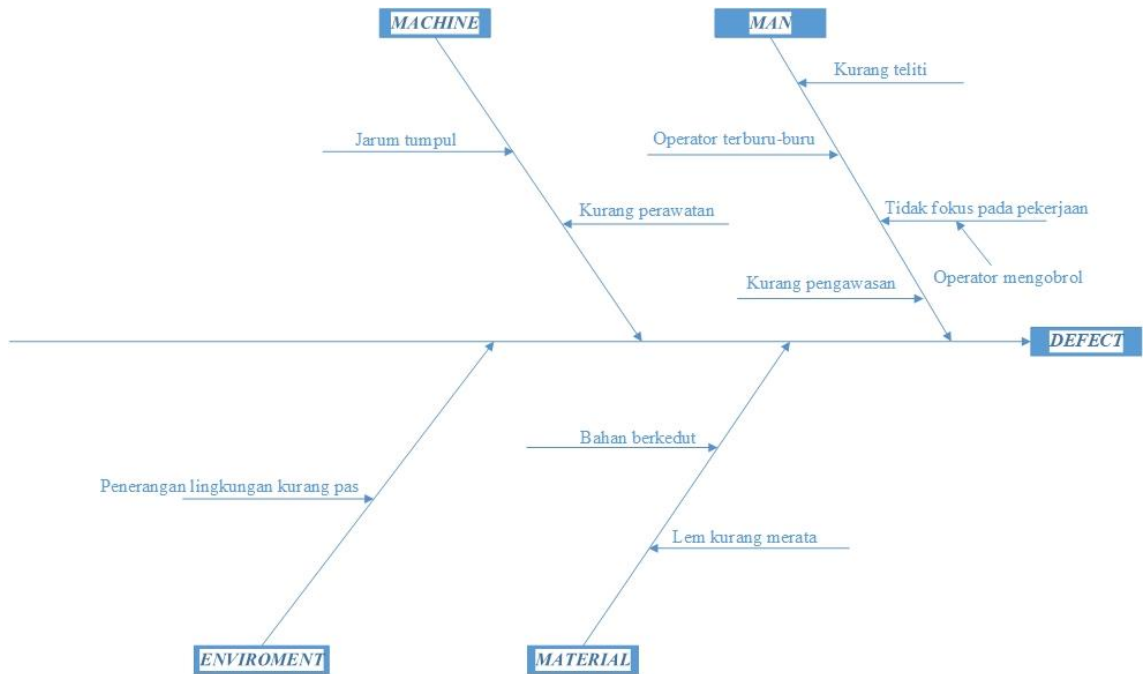 MACHINE
MAN
Kurang teliti
Jarum tumpul
Operator terburu-buru
Kurang perawatan
Tidak fokus pada pekerjaan
Operator mengobrol
Kurang pengawasan
DEFECT
Bahan berkedut
Penerangan lingkungan kurang pas
Lem kurang merata
ENVIROMENT
MATERIAL